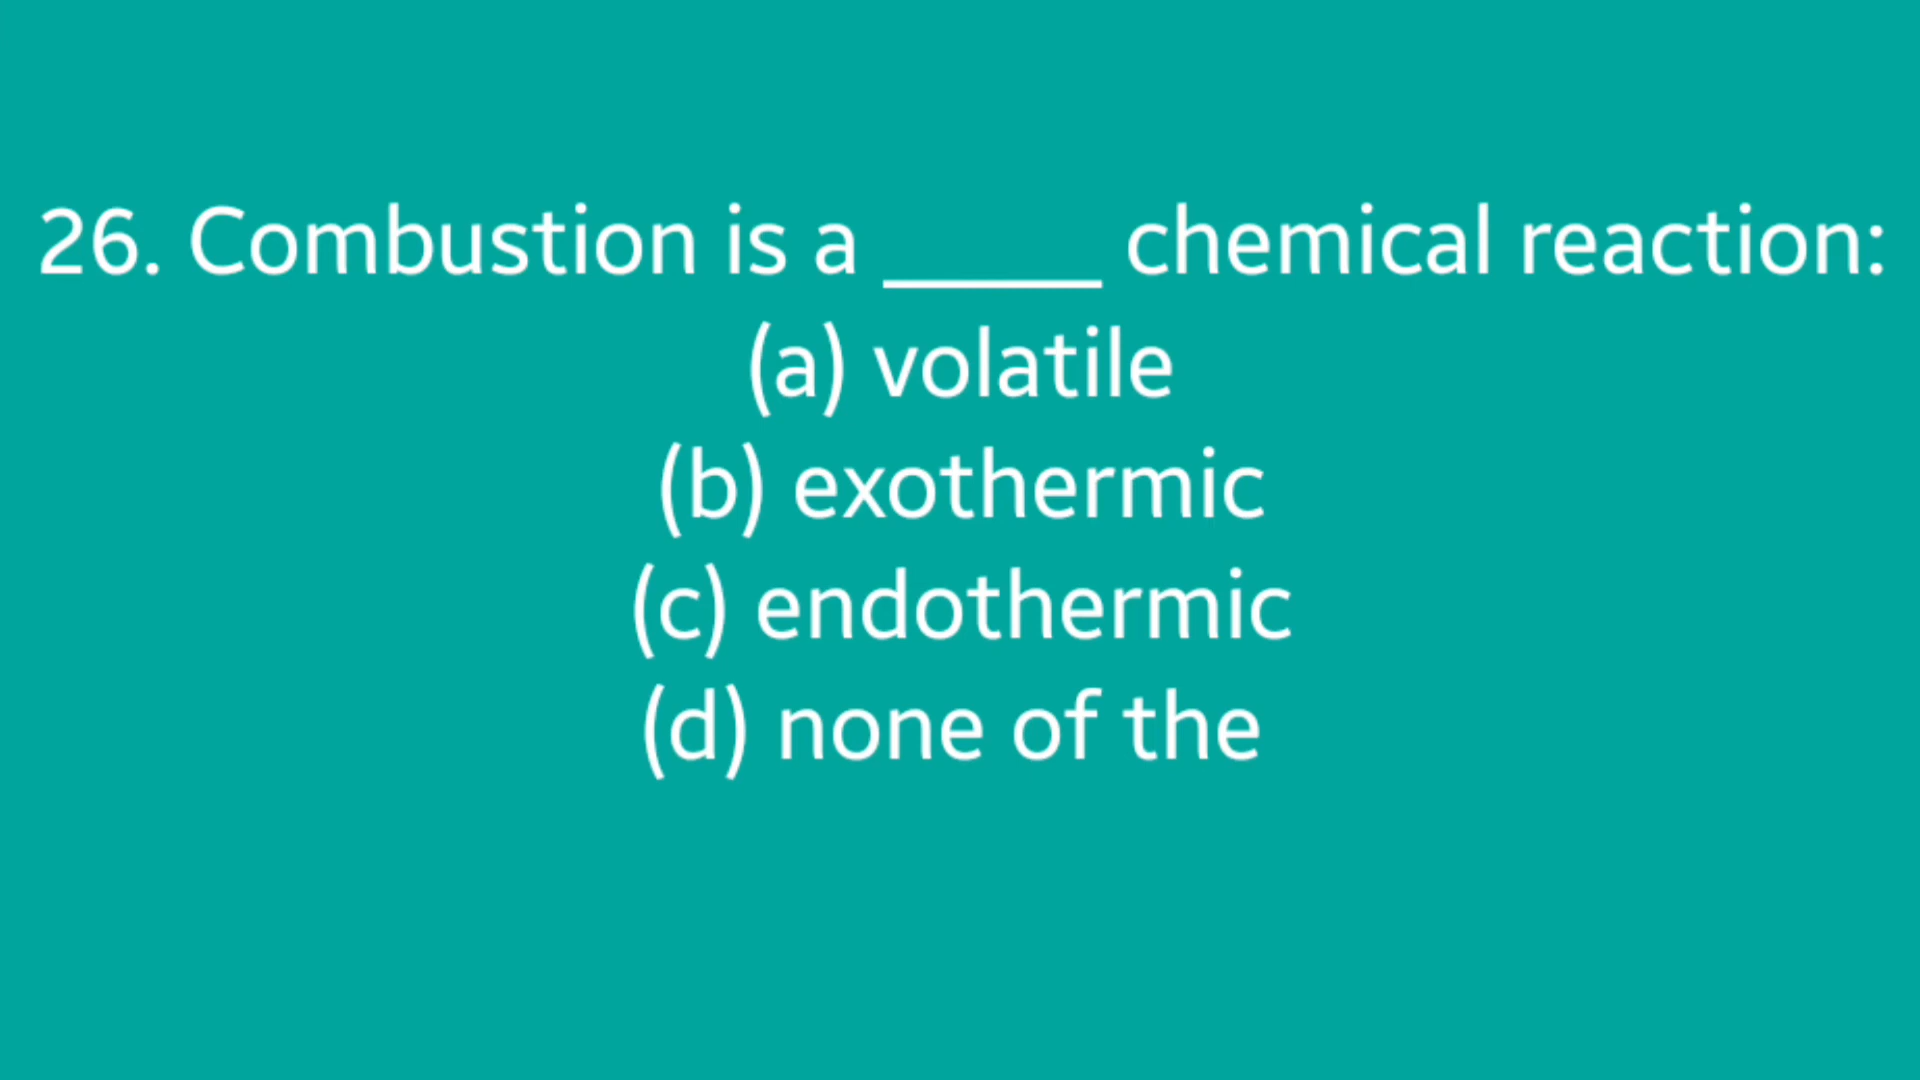 26. Combustion is a _____ chemical reaction:
(a) volatile
(b) exothermic
(c) endothermic
(d) none of the